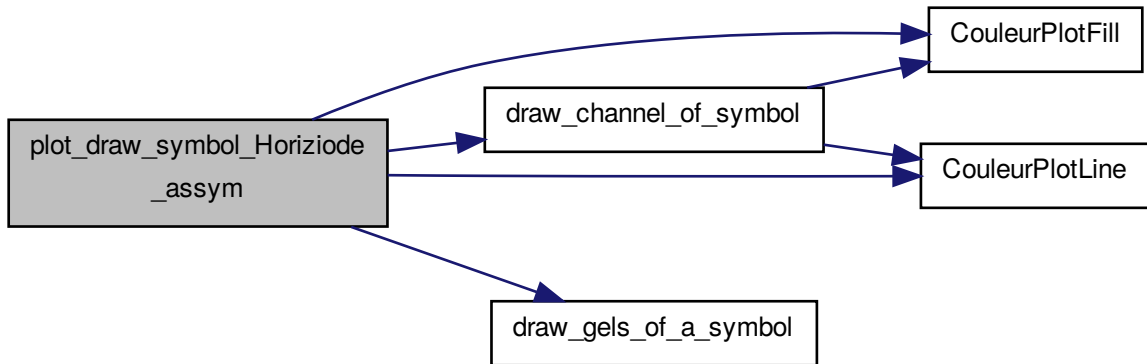 plot_draw_symbol_Horiziode
_assym
draw_channel_of_symbol
draw_gels_of_a_symbol
CouleurPlotFill
CouleurPlotLine